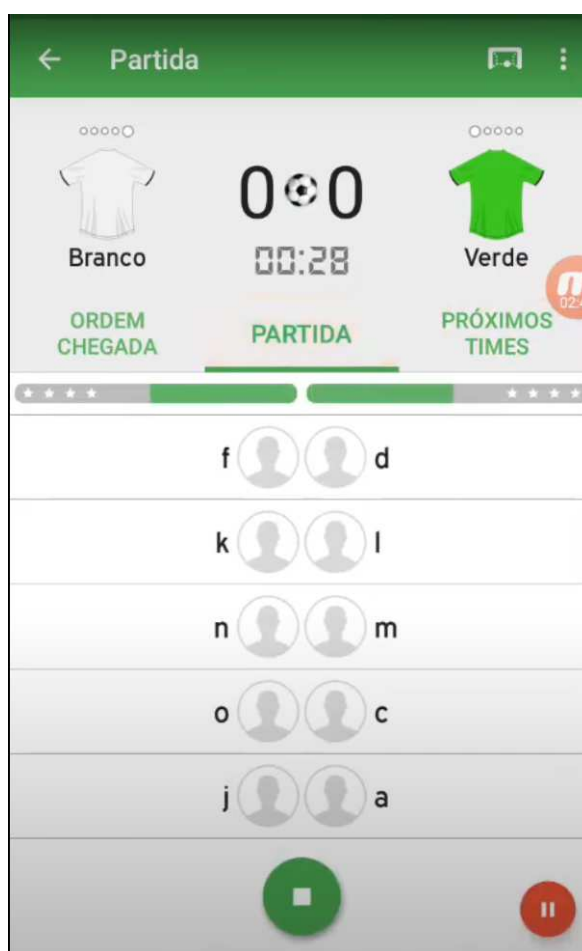 Partida
0 0
00:28
Branco
Verde
ORDEM
CHEGADA
PARTIDA
PRÓXIMOS
TIMES
f d
k l
n m
o c
j a